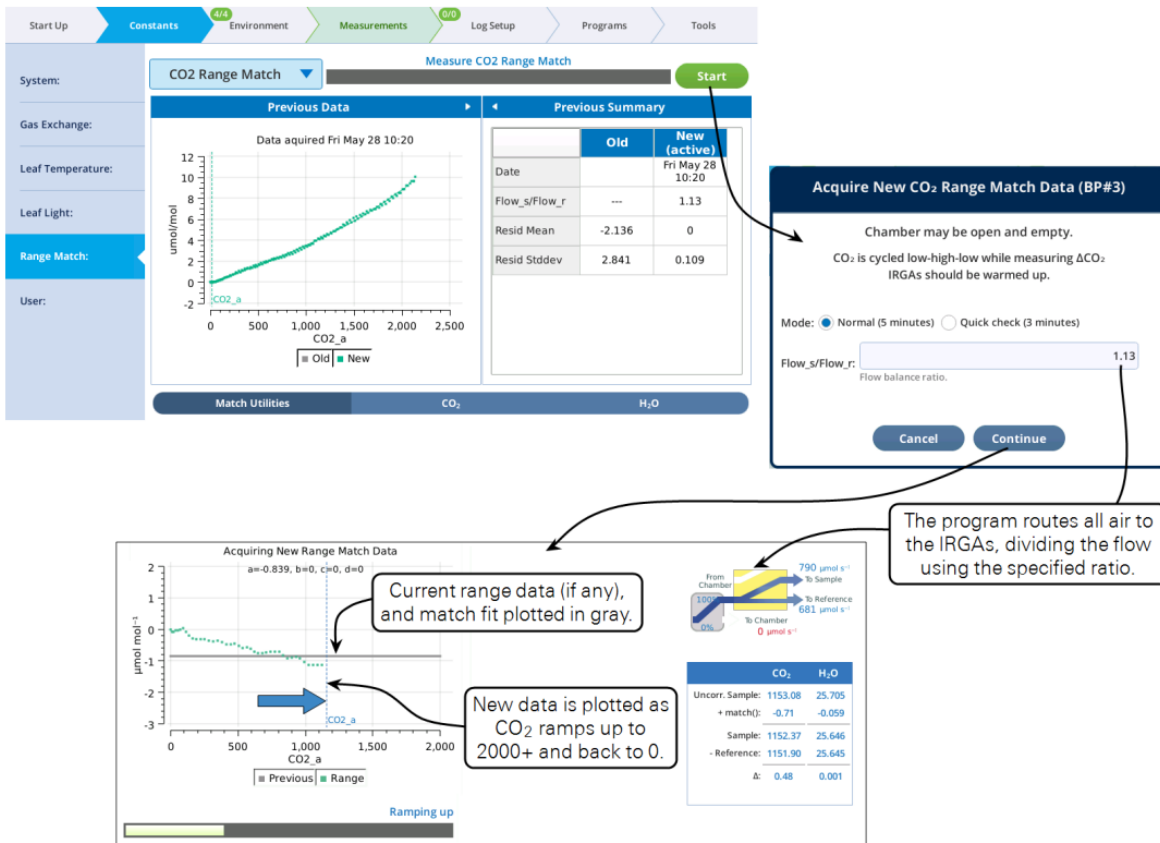 Start Up
Constants
4/4
Environment
Measurements
0/0
Log Setup
Programs
Tools
System:
Gas Exchange:
Leaf Temperature:
Leaf Light:
Range Match:
User:
CO2 Range Match
Measure CO2 Range Match
Start
Previous Data
Data aquired Fri May 28 10:20
umol/mol
12
10
8
6
4
2
0
-2
CO2_a
0 500 1,000 1,500 2,000 2,500
CO2_a
Old New
Previous Summary
Old New (active)
Date Fri May 28 10:20
Flow_s/Flow_r --- 1.13
Resid Mean -2.136 0
Resid Stddev 2.841 0.109
Match Utilities CO₂ H₂O
Acquire New CO₂ Range Match Data (BP#3)
Chamber may be open and empty.
CO₂ is cycled low-high-low while measuring ΔCO₂
IRGAs should be warmed up.
Mode: Normal (5 minutes) Quick check (3 minutes)
Flow_s/Flow_r: 1.13
Flow balance ratio.
Cancel Continue
The program routes all air to
the IRGAs, dividing the flow
using the specified ratio.
Acquiring New Range Match Data
a=-0.839, b=0, c=0, d=0
μmol mol⁻¹
2
1
0
-1
-2
-3
CO2_a
0 500 1,000 1,500 2,000
CO2_a
Previous Range
Ramping up
Current range data (if any),
and match fit plotted in gray.
New data is plotted as
CO₂ ramps up to
2000+ and back to 0.
From
Chamber
100%
0%
790 μmol s⁻¹
To Sample
To Reference
681 μmol s⁻¹
To Chamber
0 μmol s⁻¹
CO₂ H₂O
Uncorr. Sample: 1153.08 25.705
+ match(): -0.71 -0.059
Sample: 1152.37 25.646
- Reference: 1151.90 25.645
Δ: 0.48 0.001